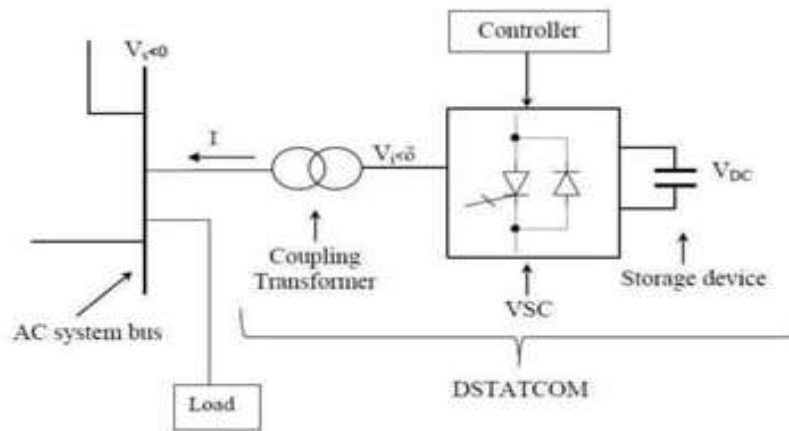 Controller
Vs<0
I
Vi<δ
VDC
Coupling
Transformer
Storage device
VSC
AC system bus
DSTATCOM
Load